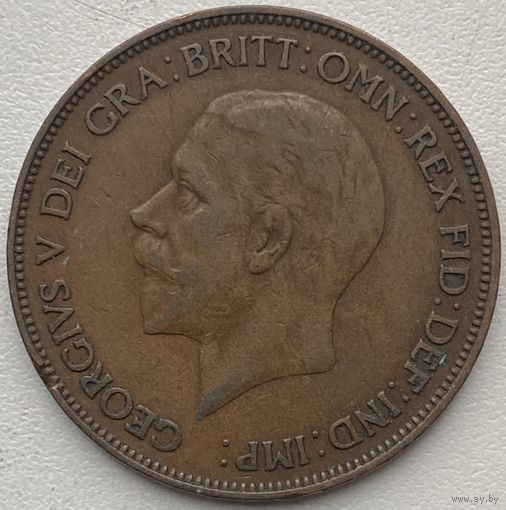 GEORGIVS V DEI GRA: BRITT: OMN: REX FID: DEF: IND: IMP:
www.ay.by